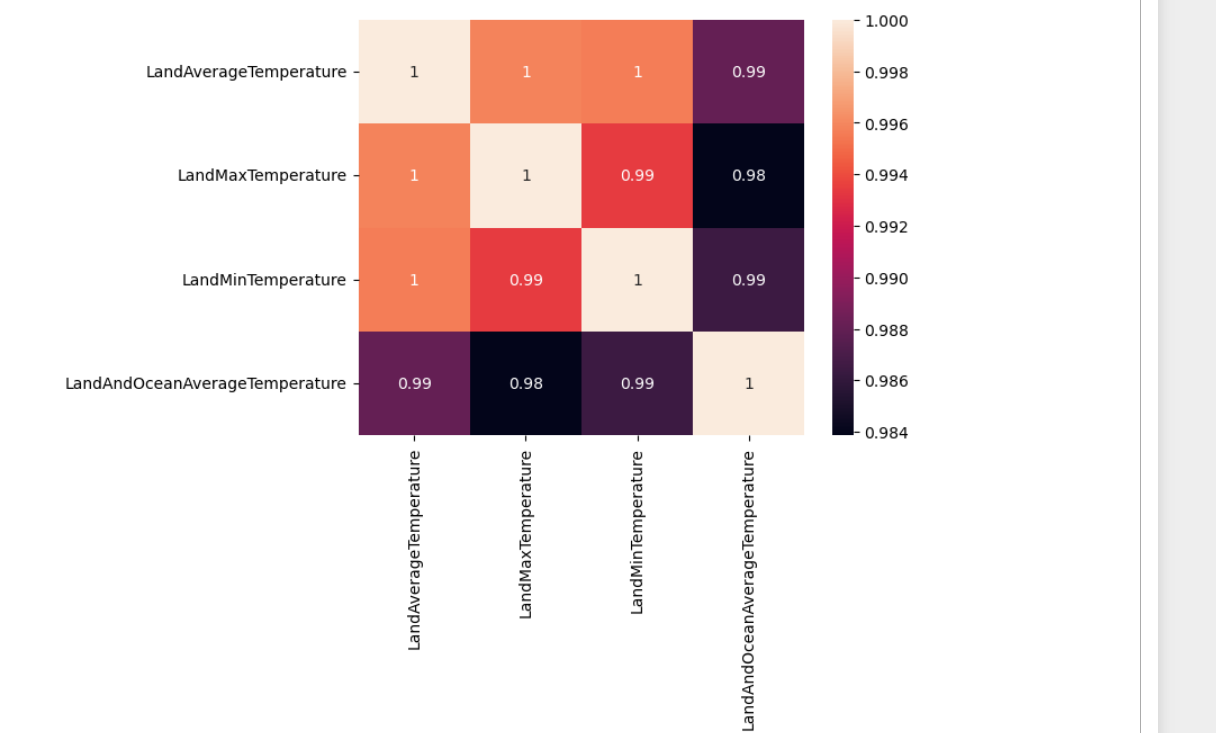 1.000
LandAverageTemperature 1 1 1 0.99
0.998
0.996
LandMaxTemperature 1 1 0.99 0.98
0.994
0.992
0.990
LandMinTemperature 1 0.99 1 0.99
0.988
LandAndOceanAverageTemperature 0.99 0.98 0.99 1
0.986
0.984
LandAverageTemperature
LandMaxTemperature
LandMinTemperature
LandAndOceanAverageTemperature